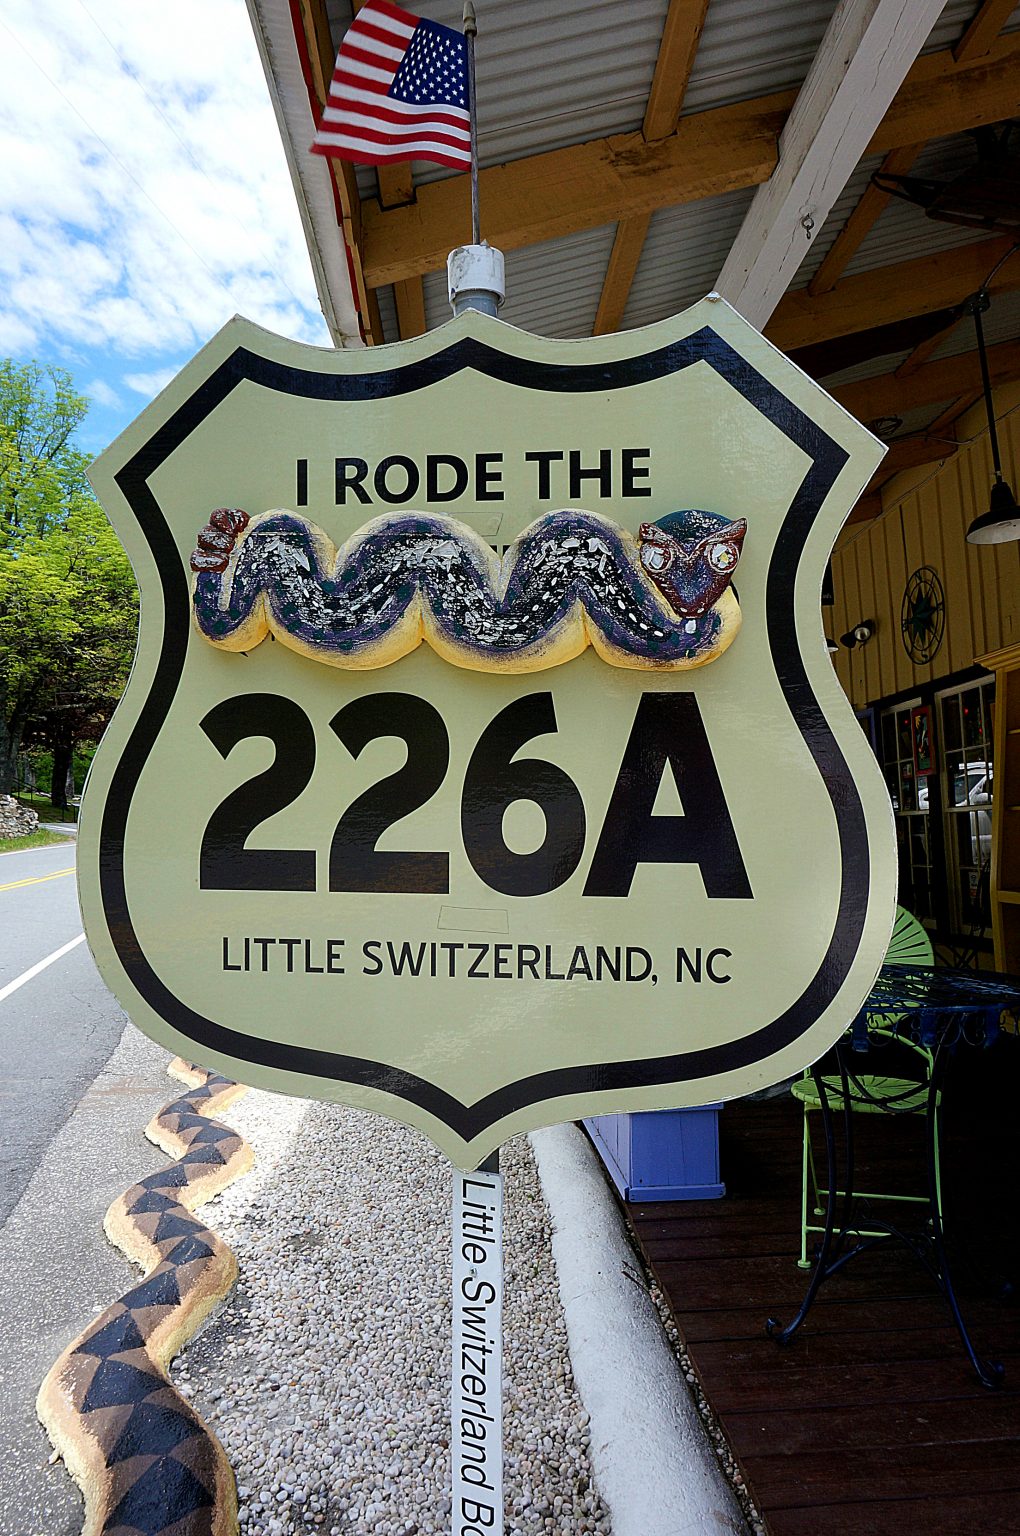 I RODE THE
226A
LITTLE SWITZERLAND, NC
Little Switzerland